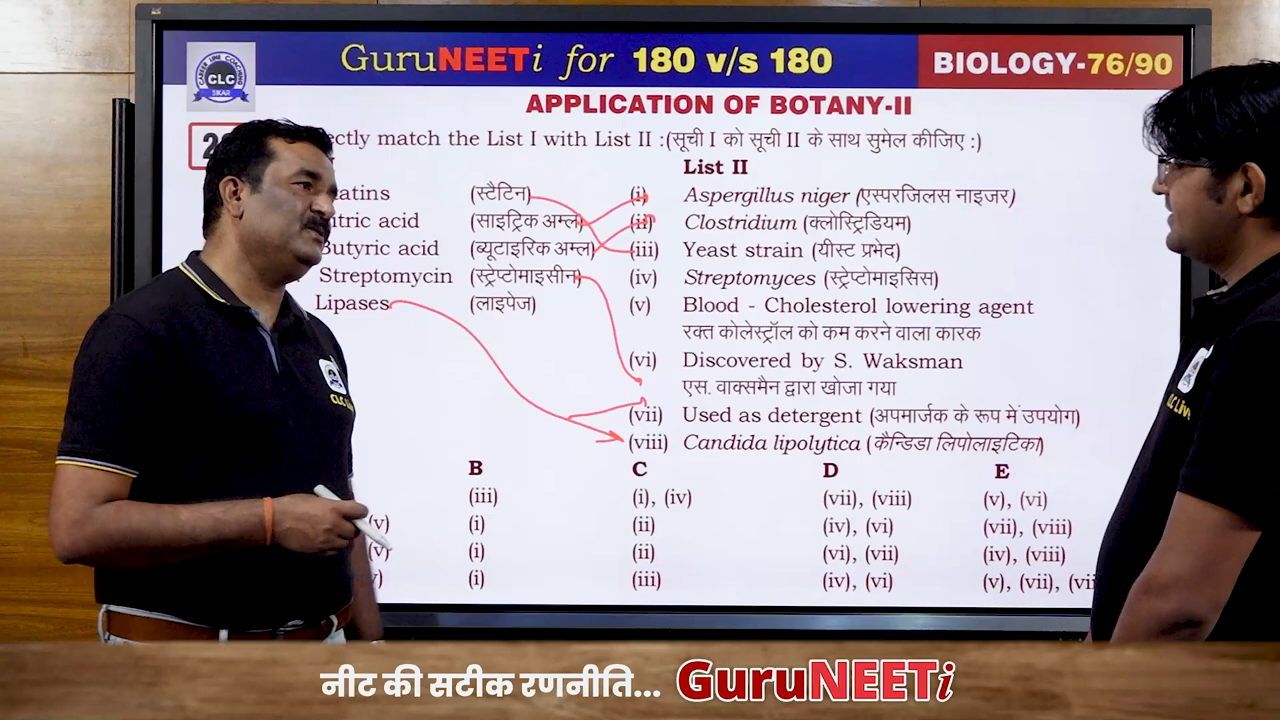 GuruNEETi for 180 v/s 180
BIOLOGY-76/90
CLC
SIKAR
APPLICATION OF BOTANY-II
match the List I with List II :(सूची I को सूची II के साथ सुमेल कीजिए :)
List II
(स्टैटिन) (i) Aspergillus niger (एस्परजिलस नाइजर)
acid (साइट्रिक अम्ल) (ii) Clostridium (क्लोस्ट्रिडियम)
Butyric acid (ब्यूटाइरिक अम्ल) (iii) Yeast strain (यीस्ट प्रभेद)
Streptomycin (स्ट्रेप्टोमाइसीन) (iv) Streptomyces (स्ट्रेप्टोमाइसिस)
Lipases (लाइपेज) (v) Blood - Cholesterol lowering agent
रक्त कोलेस्ट्रॉल को कम करने वाला कारक
(vi) Discovered by S. Waksman
एस. वाक्समैन द्वारा खोजा गया
(vii) Used as detergent (अपमार्जक के रूप में उपयोग)
(viii) Candida lipolytica (कैन्डिडा लिपोलाइटिका)
B C D E
(iii) (i), (iv) (vii), (viii) (v), (vi)
(v) (i) (ii) (iv), (vi) (vii), (viii)
(v) (i) (ii) (vi), (vii) (iv), (viii)
(i) (iii) (iv), (vi) (v), (vii),
CLC Live
CLC Live
नीट की सटीक रणनीति... GuruNEETi